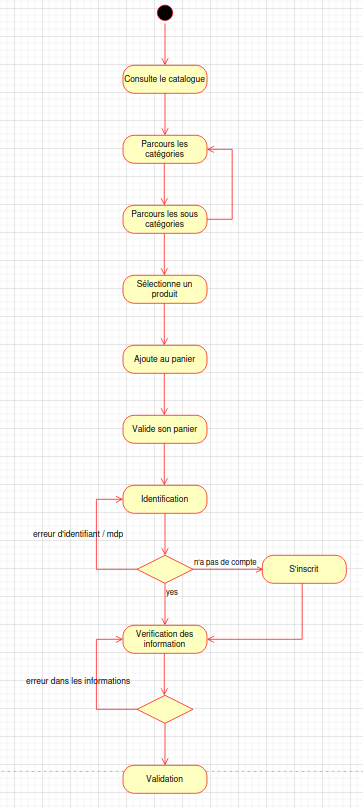 Consulte le catalogue
Parcours les
catégories
Parcours les sous
catégories
Sélectionne un
produit
Ajoute au panier
Valide son panier
Identification
erreur d'identifiant / mdp
n'a pas de compte
S'inscrit
yes
Verification des
information
erreur dans les informations
Validation